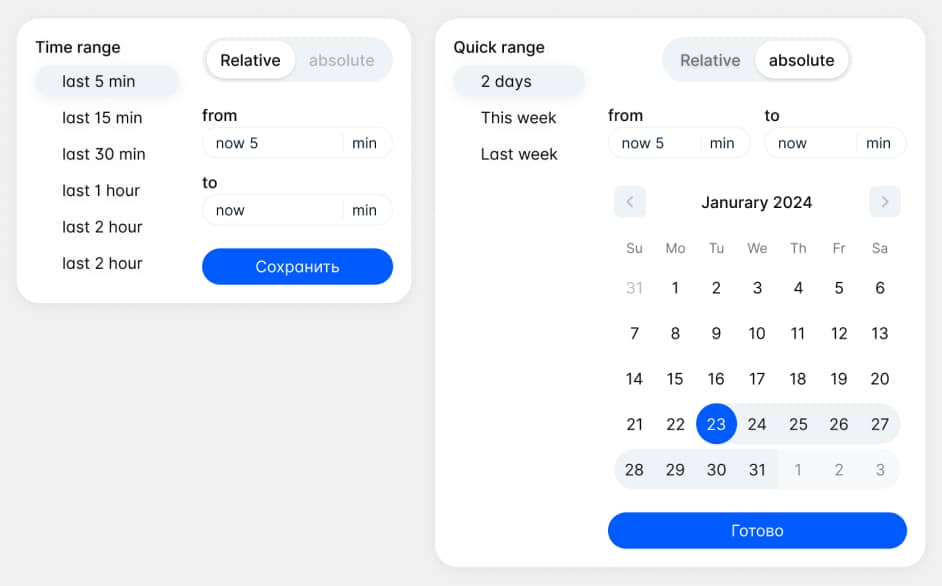 Time range
Relative absolute
last 5 min
last 15 min
last 30 min
last 1 hour
last 2 hour
last 2 hour
from
now 5 min
to
now min
Сохранить
Quick range
Relative absolute
2 days
This week
Last week
from to
now 5 min now min
Janurary 2024
Su Mo Tu We Th Fr Sa
31 1 2 3 4 5 6
7 8 9 10 11 12 13
14 15 16 17 18 19 20
21 22 23 24 25 26 27
28 29 30 31 1 2 3
Готово